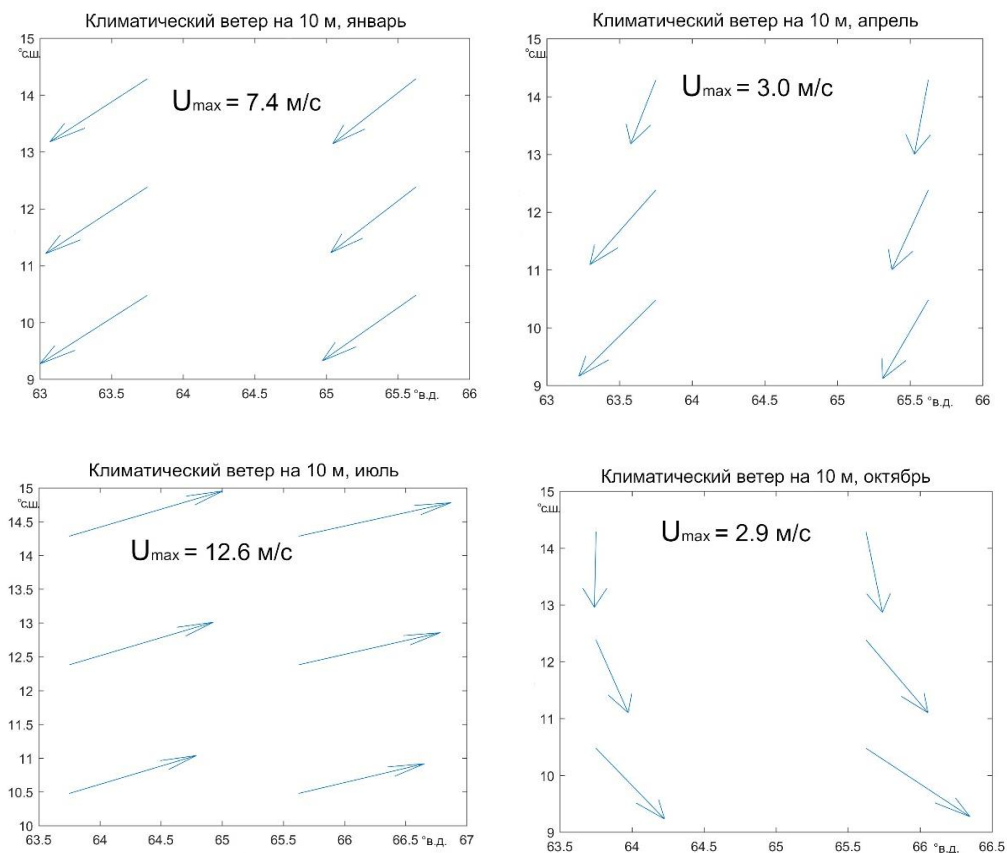 Климатический ветер на 10 м, январь
15
°с.ш.
14
13
12
11
10
9
Umax = 7.4 м/с
63 63.5 64 64.5 65 65.5 °в.д. 66
Климатический ветер на 10 м, апрель
15
°с.ш.
14
13
12
11
10
9
Umax = 3.0 м/с
63 63.5 64 64.5 65 65.5 °в.д. 66
Климатический ветер на 10 м, июль
15
°с.ш.
14.5
14
13.5
13
12.5
12
11.5
11
10.5
10
Umax = 12.6 м/с
63.5 64 64.5 65 65.5 66 66.5 °в.д. 67
Климатический ветер на 10 м, октябрь
15
°с.ш.
14
13
12
11
10
9
Umax = 2.9 м/с
63.5 64 64.5 65 65.5 66 °в.д. 66.5